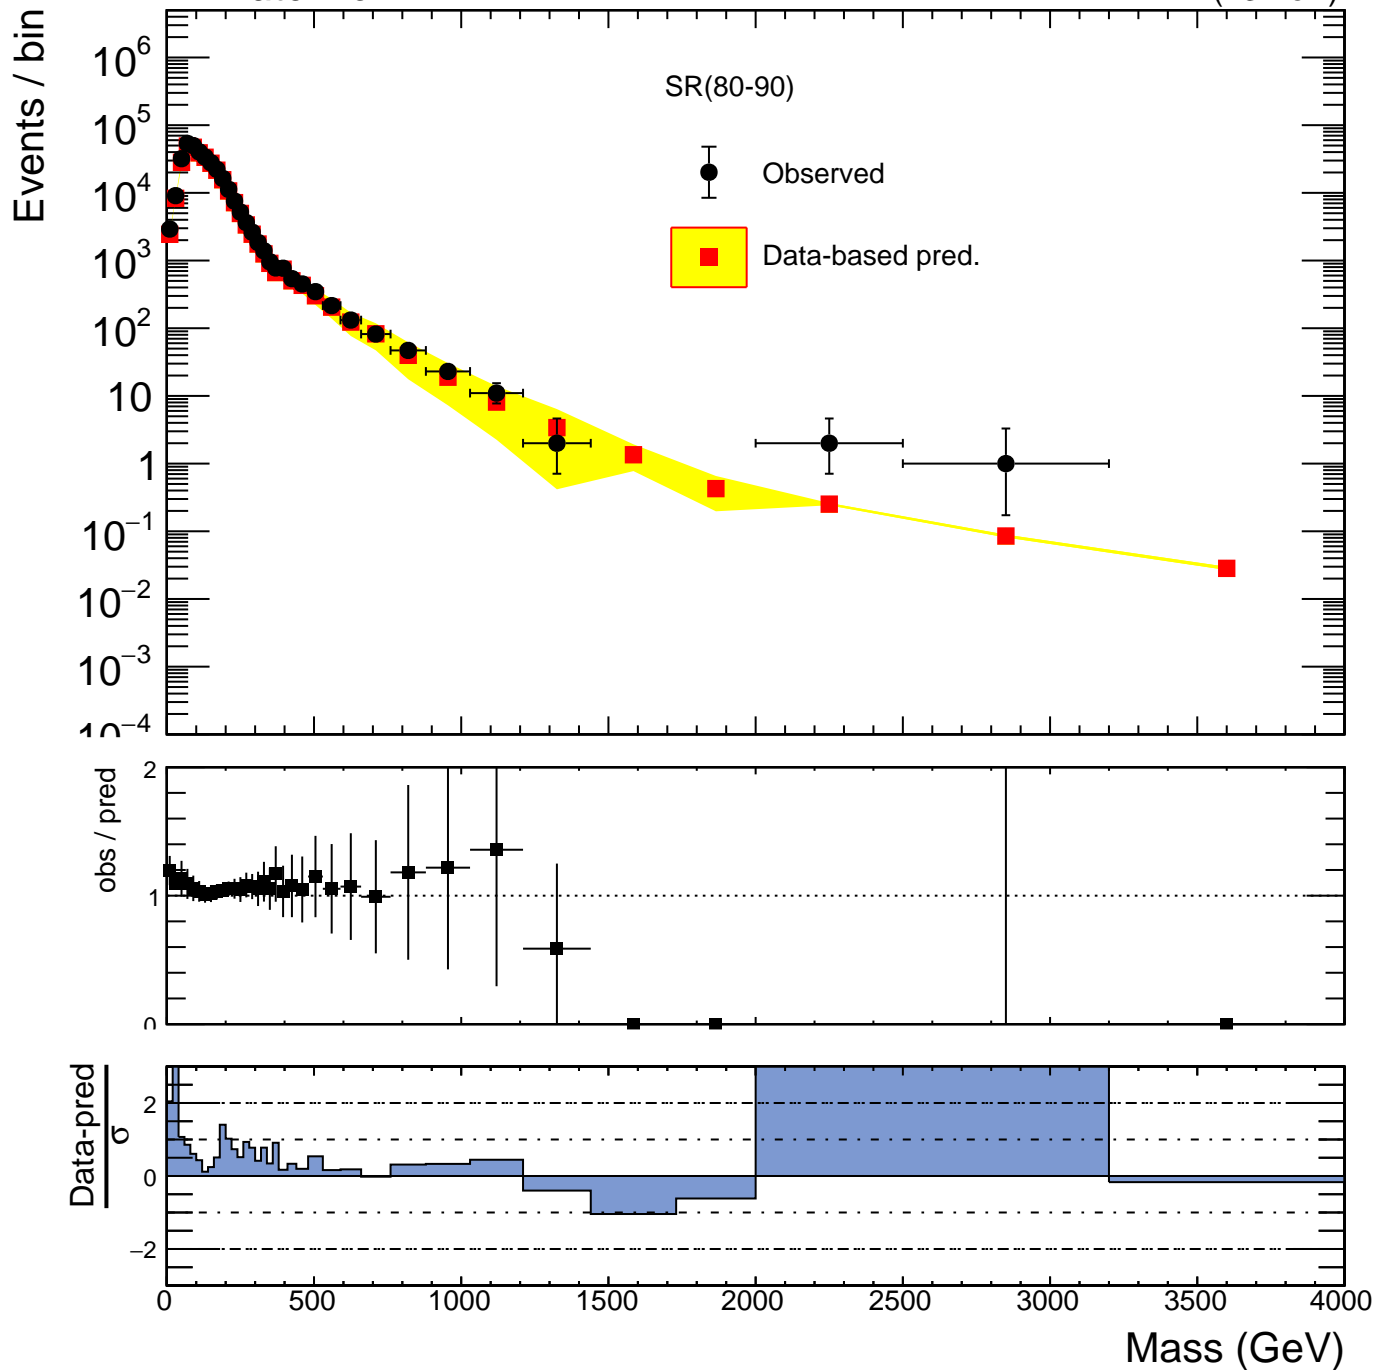 Events / bin
10^6
10^5
10^4
10^3
10^2
10
1
10^−1
10^−2
10^−3
10^−4
SR(80-90)
Observed
Data-based pred.
obs / pred
2
1
0
Data-pred
σ
2
0
−2
0 500 1000 1500 2000 2500 3000 3500 4000
Mass (GeV)